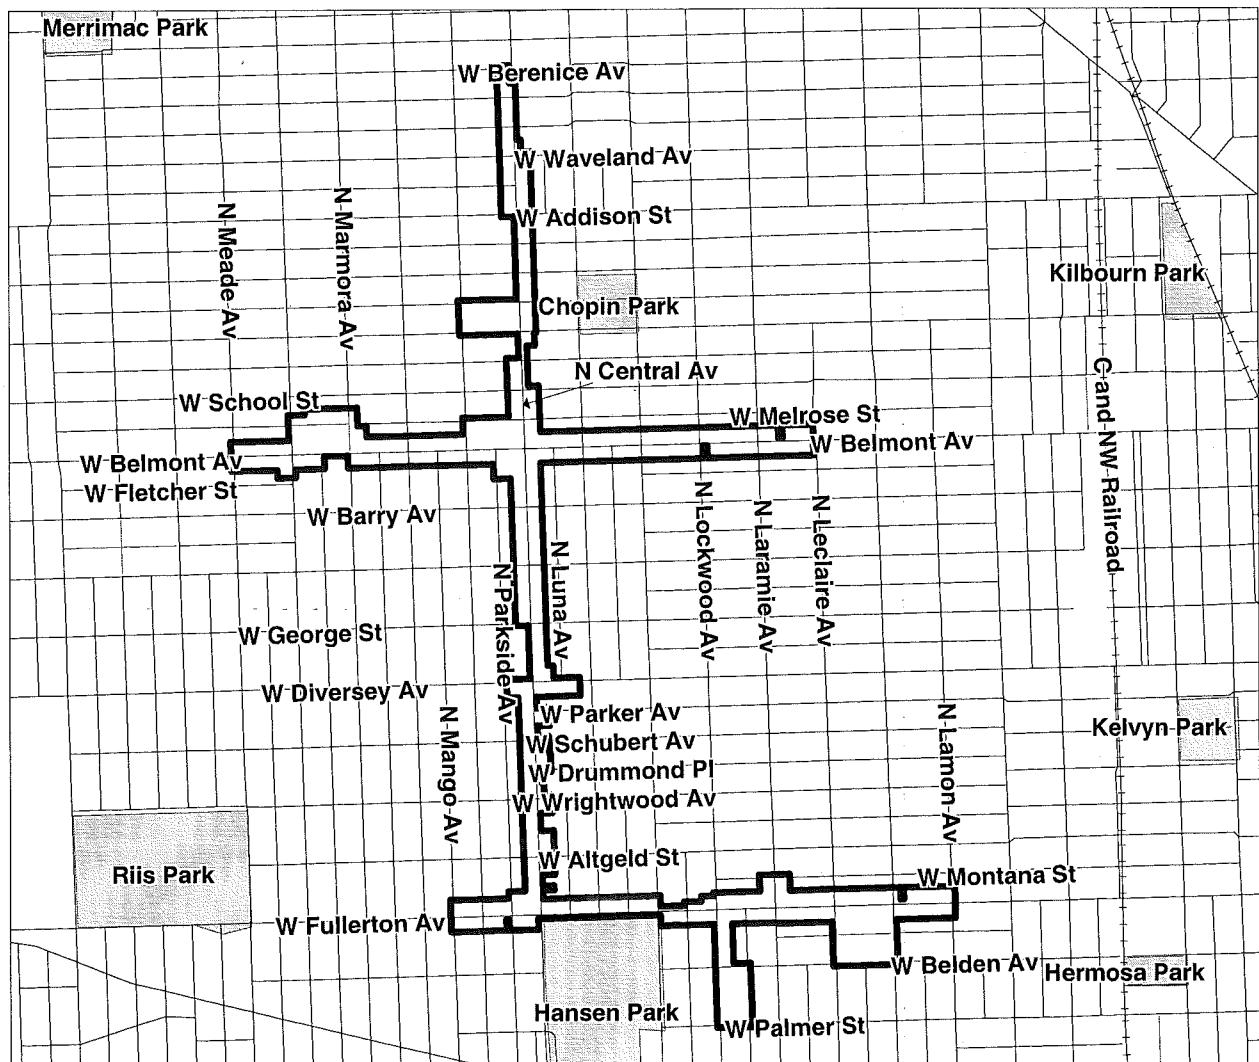 Merrimac Park
W Berenice Av
W Waveland Av
N Meade Av
N Marmora Av
W Addison St
Kilbourn Park
Chopin Park
N Central Av
C and NW Railroad
W School St
W Melrose St
W Belmont Av
W Belmont Av
W Fletcher St
W Barry Av
N Lockwood Av
N Laramie Av
N Leclaire Av
N Luna Av
N Parkside Av
W George St
W Diversey Av
N Mango Av
W Parker Av
W Schubert Av
W Drummond Pl
W Wrightwood Av
N Lamon Av
Kelvyn Park
W Altgeld St
Riis Park
W Montana St
W Fullerton Av
W Belden Av
Hermosa Park
Hansen Park
W Palmer St